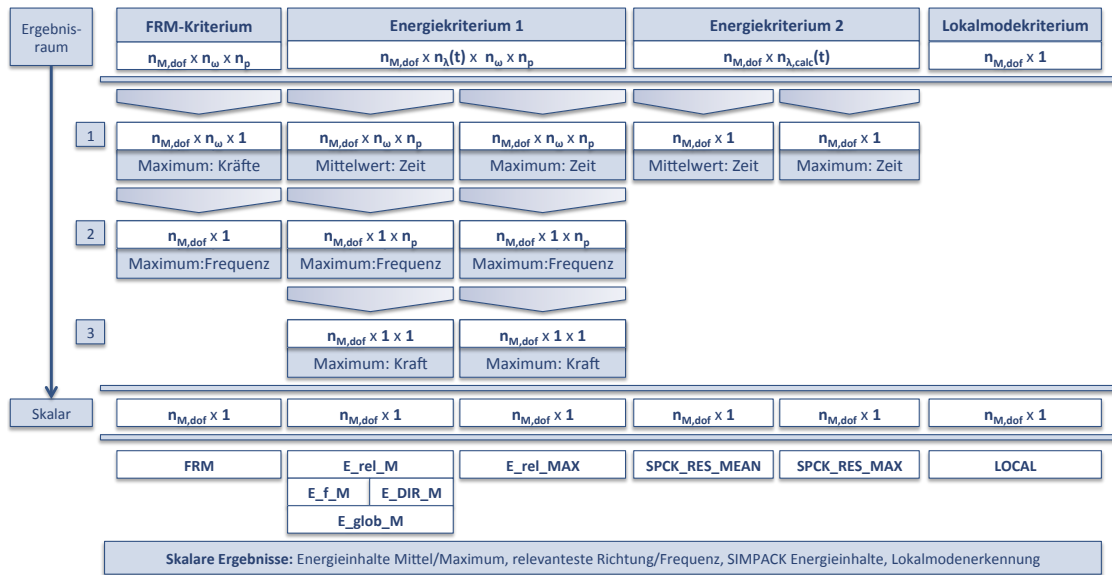 Ergebnis-
raum
FRM-Kriterium
Energiekriterium 1
Energiekriterium 2
Lokalmodekriterium
n_M,dof x n_ω x n_p
n_M,dof x n_λ(t) x n_ω x n_p
n_M,dof x n_λ,calc(t)
n_M,dof x 1
1
n_M,dof x n_ω x 1
n_M,dof x n_ω x n_p
n_M,dof x n_ω x n_p
n_M,dof x 1
n_M,dof x 1
Maximum: Kräfte
Mittelwert: Zeit
Maximum: Zeit
Mittelwert: Zeit
Maximum: Zeit
2
n_M,dof x 1
n_M,dof x 1 x n_p
n_M,dof x 1 x n_p
Maximum:Frequenz
Maximum:Frequenz
Maximum:Frequenz
3
n_M,dof x 1 x 1
n_M,dof x 1 x 1
Maximum: Kraft
Maximum: Kraft
Skalar
n_M,dof x 1
n_M,dof x 1
n_M,dof x 1
n_M,dof x 1
n_M,dof x 1
n_M,dof x 1
FRM
E_rel_M
E_rel_MAX
SPCK_RES_MEAN
SPCK_RES_MAX
LOCAL
E_f_M
E_DIR_M
E_glob_M
Skalare Ergebnisse: Energieinhalte Mittel/Maximum, relevanteste Richtung/Frequenz, SIMPACK Energieinhalte, Lokalmodenerkennung